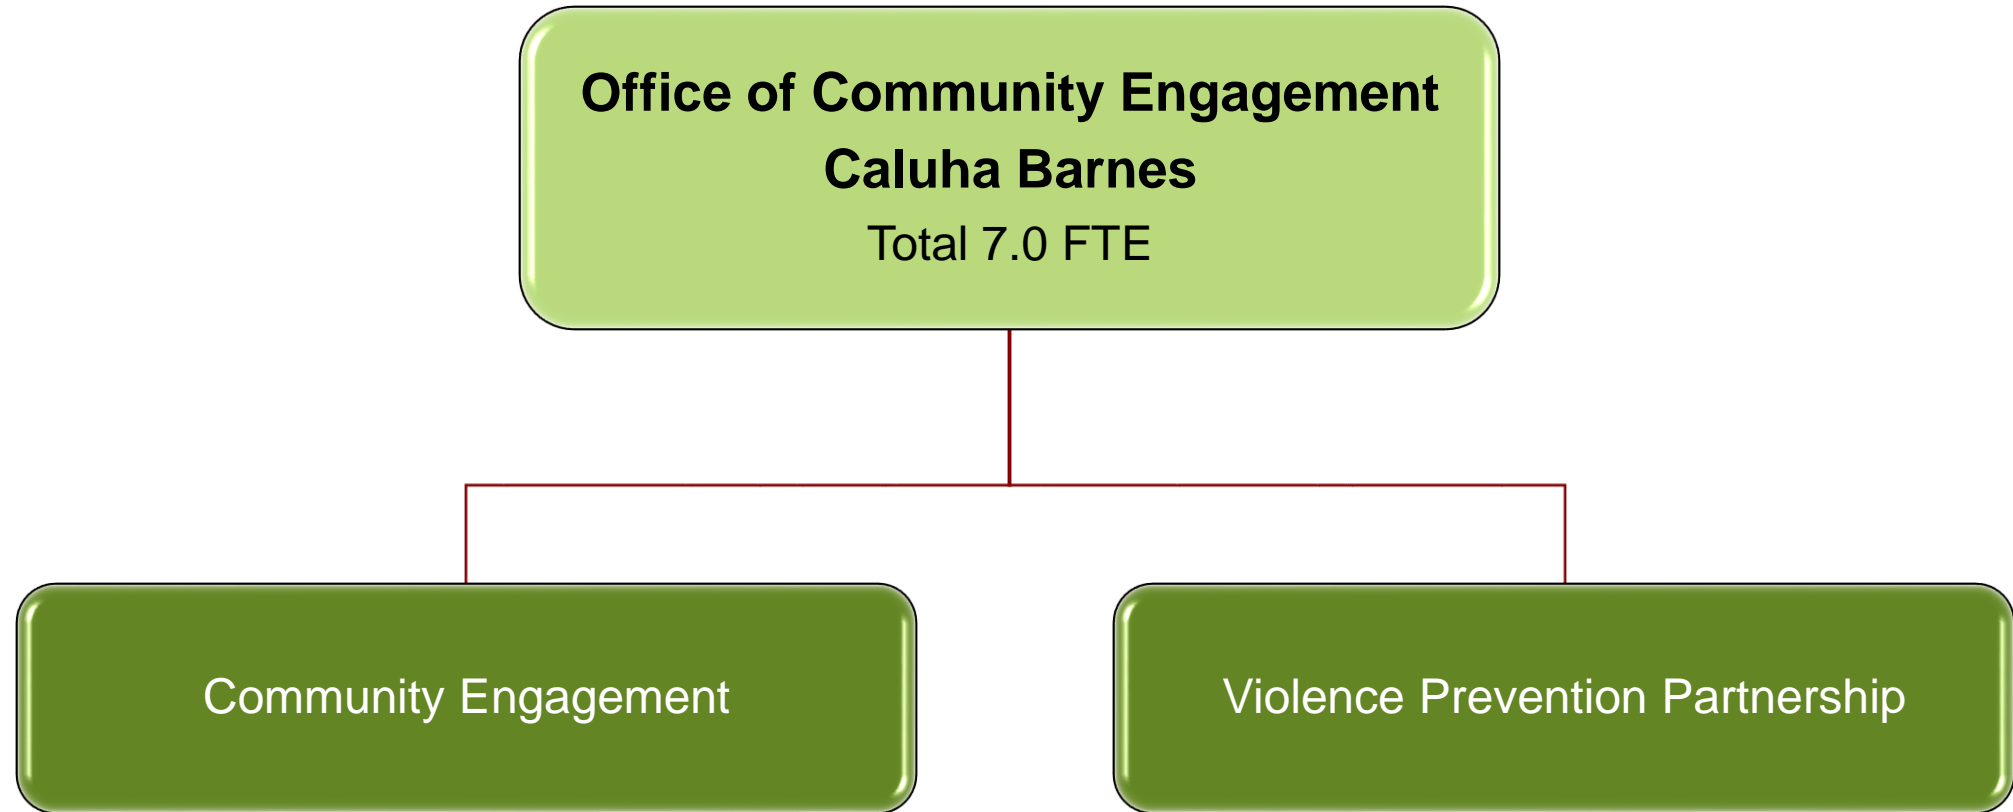 Office of Community Engagement
Caluha Barnes
Total 7.0 FTE
Community Engagement
Violence Prevention Partnership